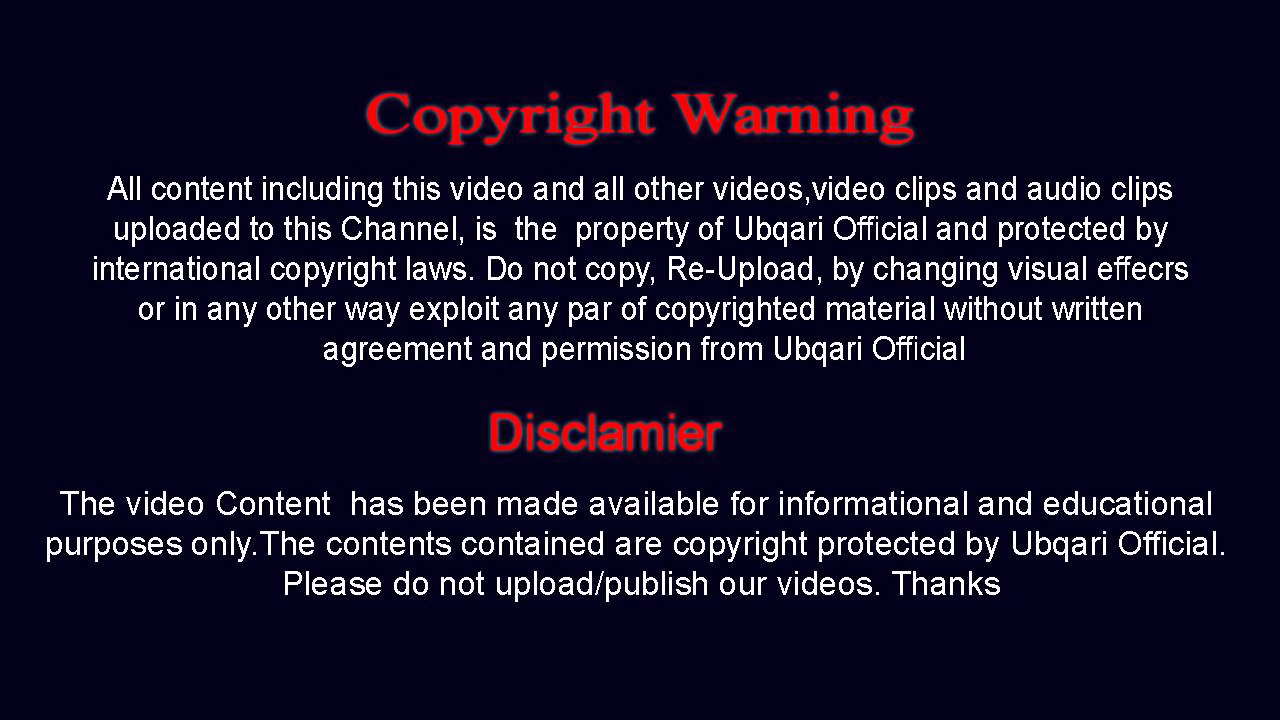 Copyright Warning
All content including this video and all other videos,video clips and audio clips
uploaded to this Channel, is  the  property of Ubqari Official and protected by
international copyright laws. Do not copy, Re-Upload, by changing visual effecrs
or in any other way exploit any par of copyrighted material without written
agreement and permission from Ubqari Official
Disclamier
The video Content  has been made available for informational and educational
purposes only.The contents contained are copyright protected by Ubqari Official.
Please do not upload/publish our videos. Thanks